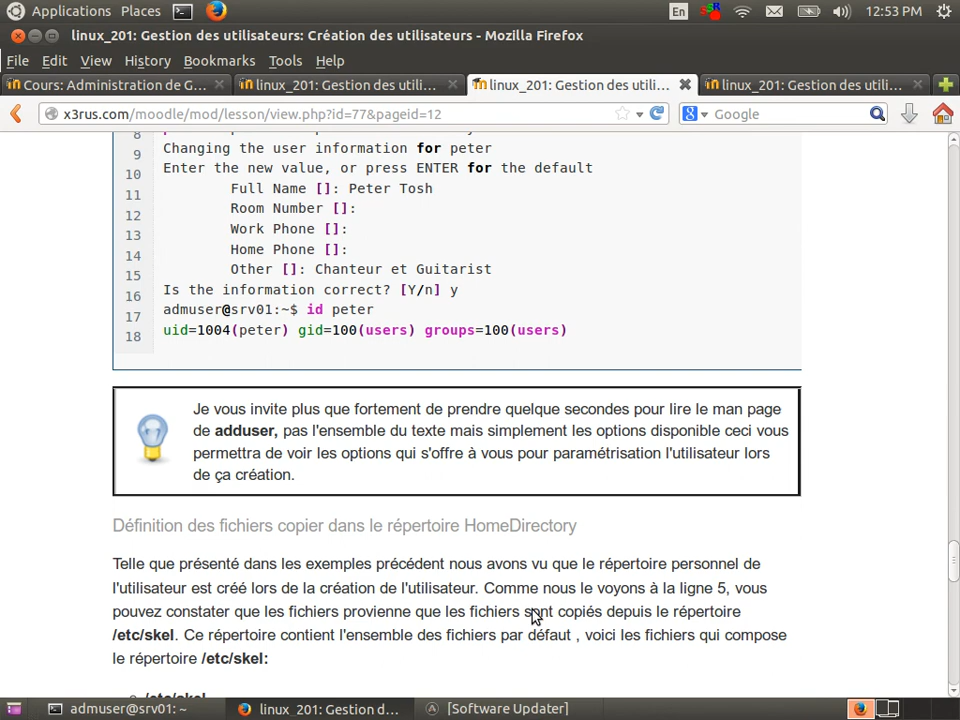 Applications Places En 12:53 PM
linux_201: Gestion des utilisateurs: Création des utilisateurs - Mozilla Firefox
File Edit View History Bookmarks Tools Help
Cours: Administration de G... linux_201: Gestion des utili... linux_201: Gestion des utili... linux_201: Gestion des utili...
x3rus.com/moodle/mod/lesson/view.php?id=77&pageid=12 Google
8
9 Changing the user information for peter
10 Enter the new value, or press ENTER for the default
11 Full Name []: Peter Tosh
12 Room Number []:
13 Work Phone []:
14 Home Phone []:
15 Other []: Chanteur et Guitarist
16 Is the information correct? [Y/n] y
17 admuser@srv01:~$ id peter
18 uid=1004(peter) gid=100(users) groups=100(users)
Je vous invite plus que fortement de prendre quelque secondes pour lire le man page
de adduser, pas l'ensemble du texte mais simplement les options disponible ceci vous
permettra de voir les options qui s'offre à vous pour paramétrisation l'utilisateur lors
de ça création.
Définition des fichiers copier dans le répertoire HomeDirectory
Telle que présenté dans les exemples précédent nous avons vu que le répertoire personnel de
l'utilisateur est créé lors de la création de l'utilisateur. Comme nous le voyons à la ligne 5, vous
pouvez constater que les fichiers provienne que les fichiers sont copiés depuis le répertoire
/etc/skel. Ce répertoire contient l'ensemble des fichiers par défaut , voici les fichiers qui compose
le répertoire /etc/skel:
/etc/skel
admuser@srv01: ~ linux_201: Gestion d... [Software Updater]